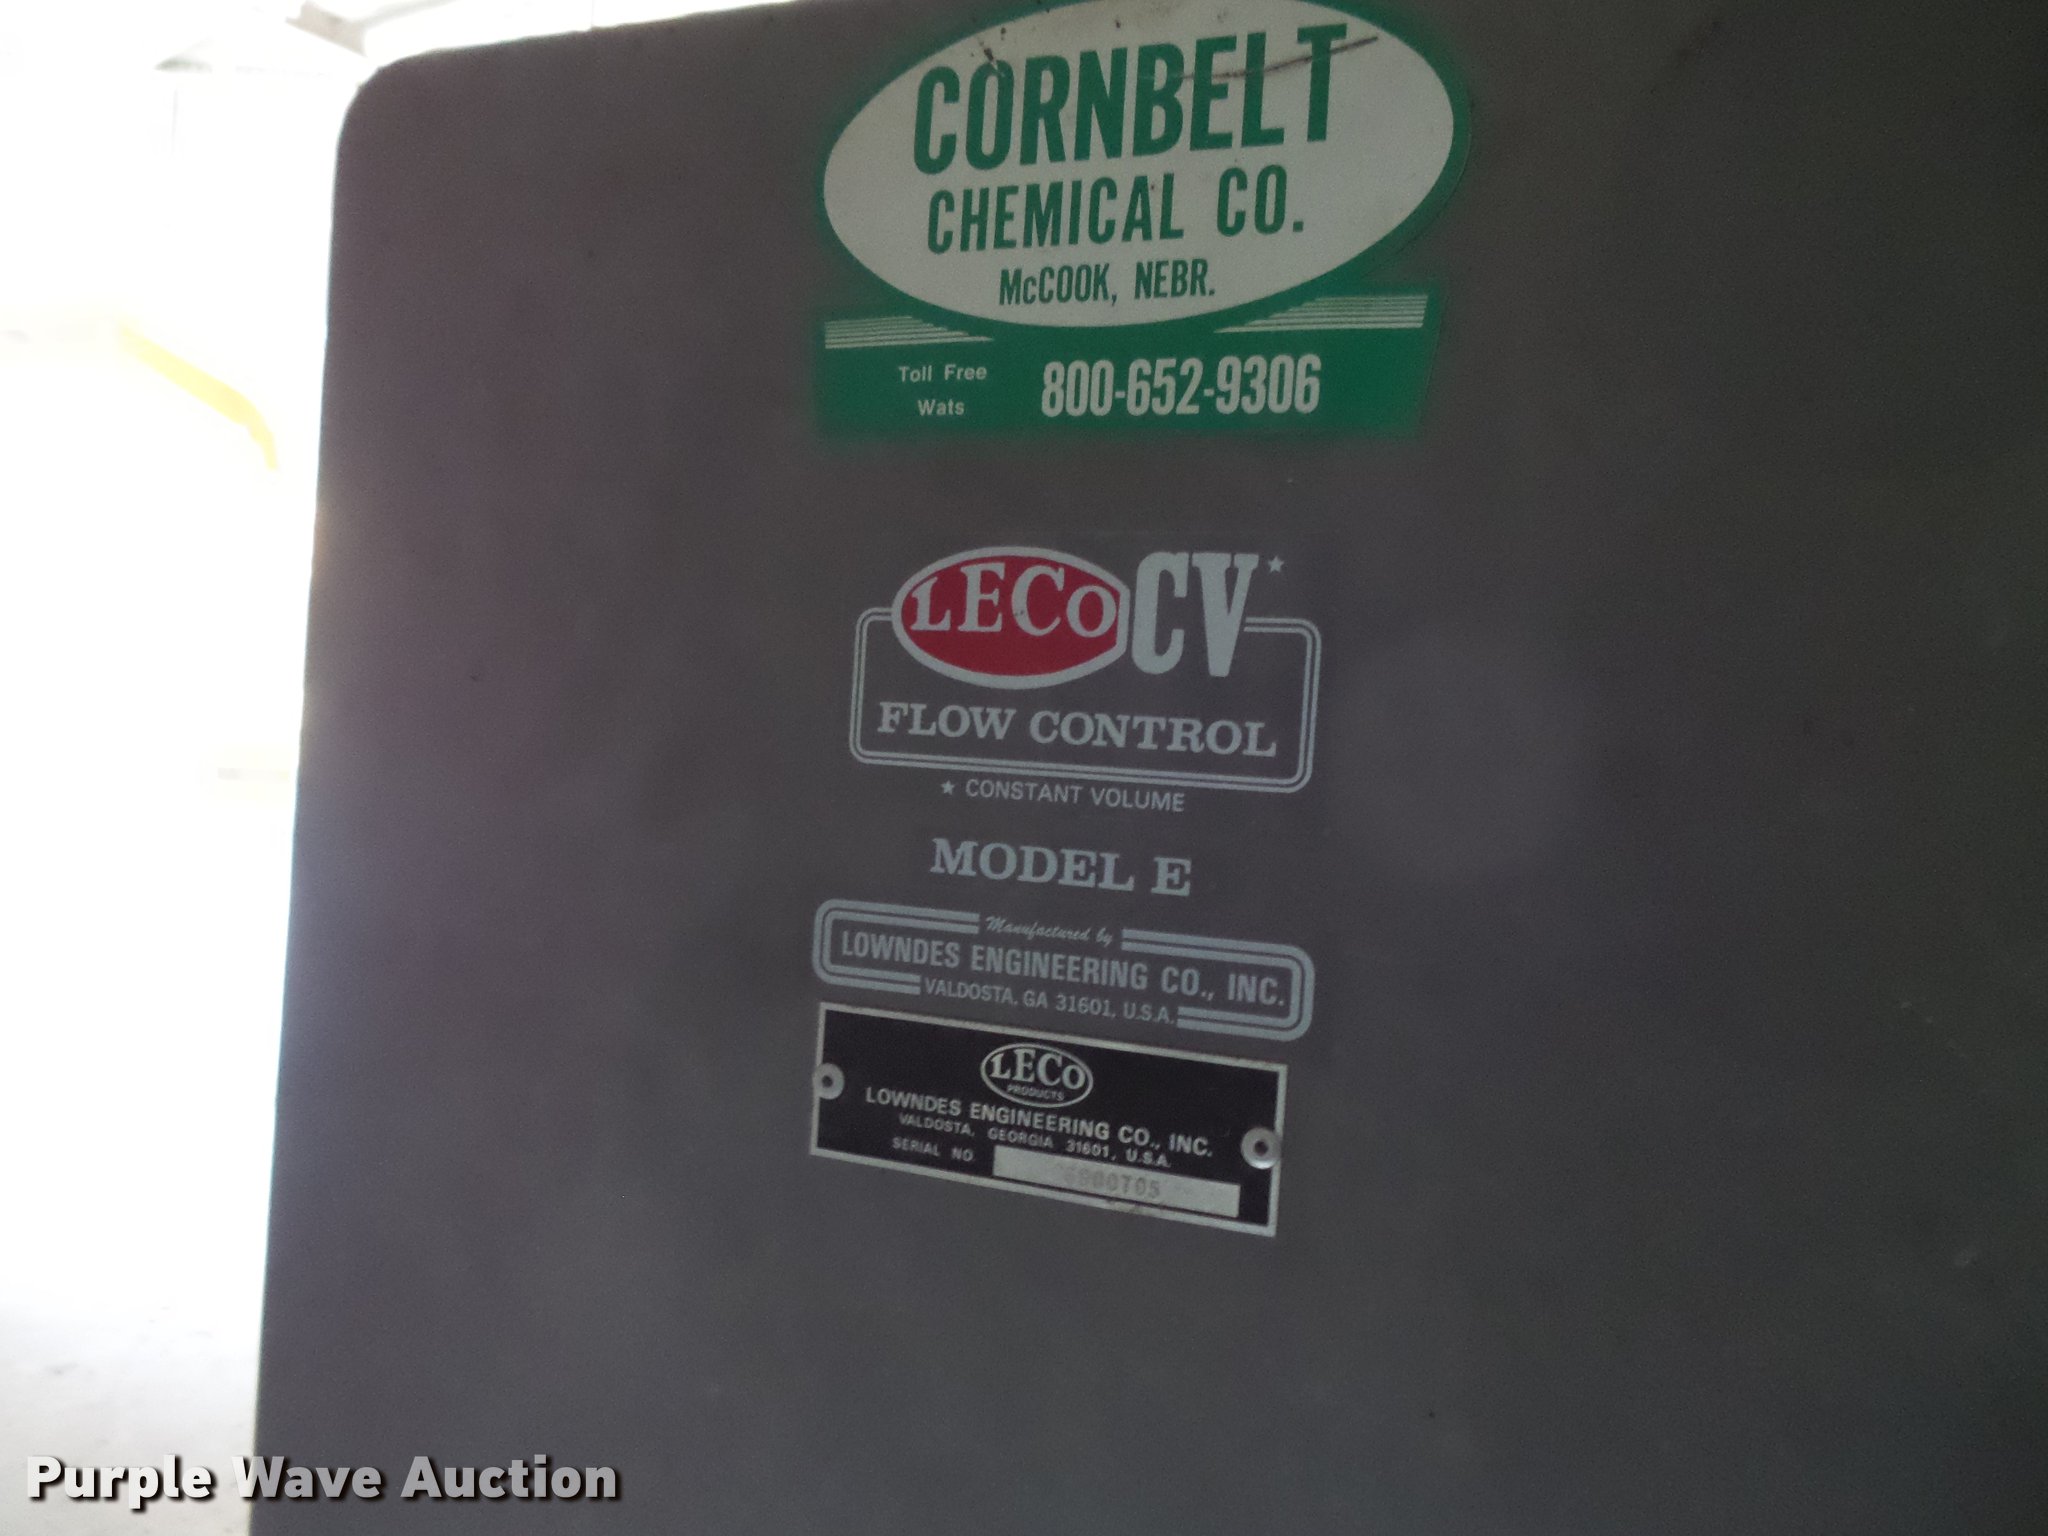 CORNBELT
CHEMICAL CO.
McCOOK, NEBR.
Toll Free
Wats
800-652-9306
LECO CV*
FLOW CONTROL
* CONSTANT VOLUME
MODEL E
Manufactured by
LOWNDES ENGINEERING CO., INC.
VALDOSTA, GA 31601, U.S.A.
LECO
PRODUCTS
LOWNDES ENGINEERING CO., INC.
VALDOSTA, GEORGIA 31601, U.S.A.
SERIAL NO.
Purple Wave Auction